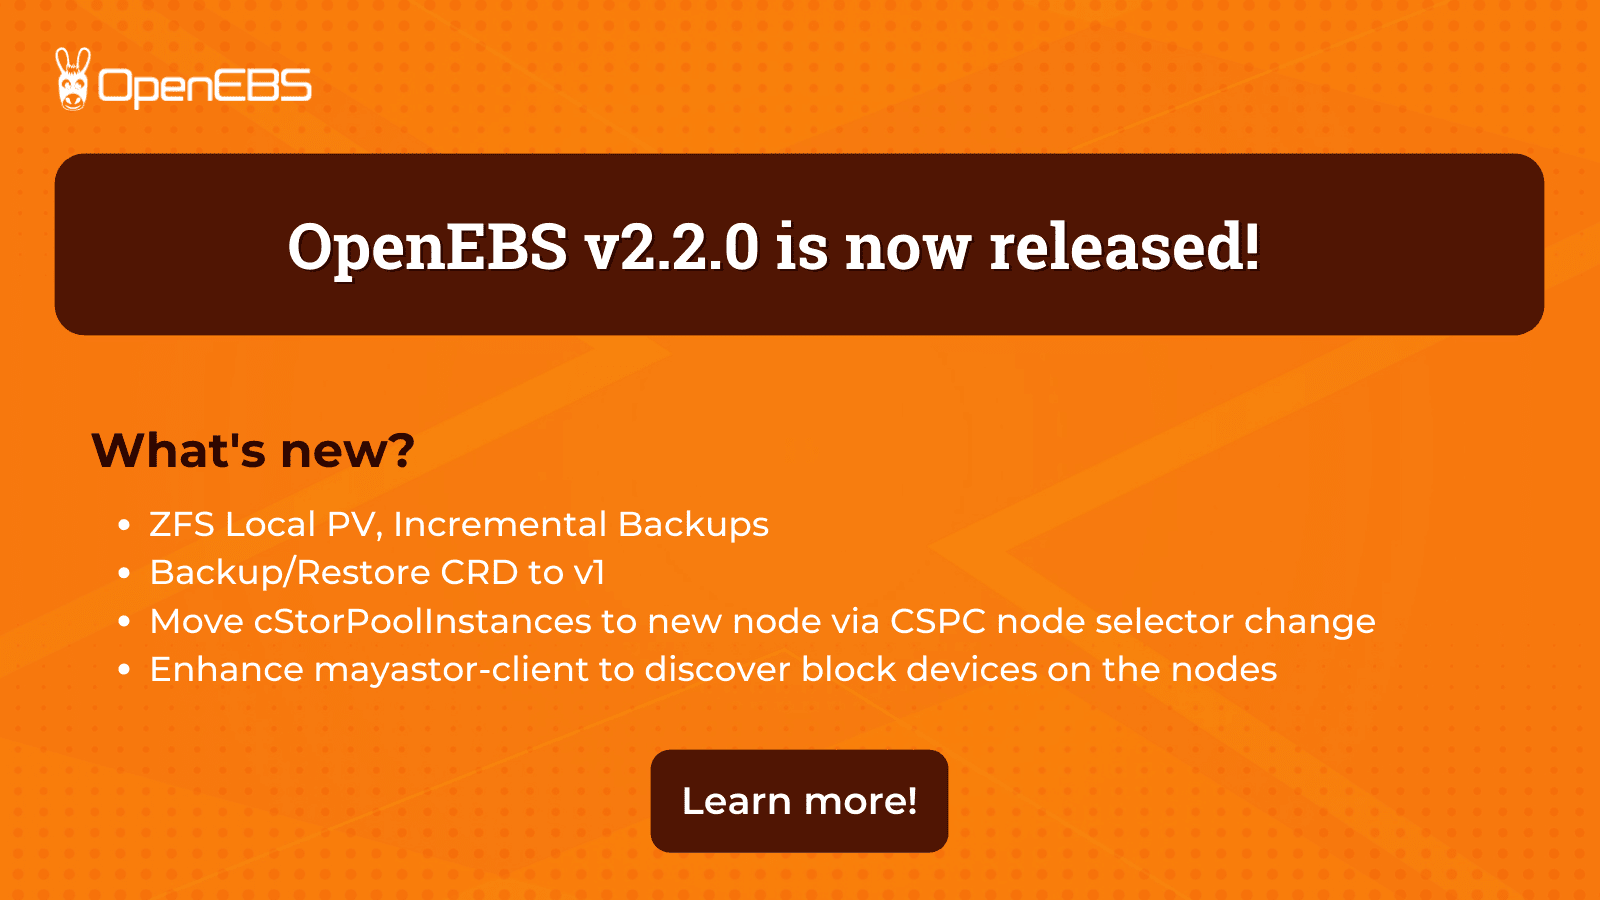 OpenEBS
OpenEBS v2.2.0 is now released!
What's new?
• ZFS Local PV, Incremental Backups
• Backup/Restore CRD to v1
• Move cStorPoolInstances to new node via CSPC node selector change
• Enhance mayastor-client to discover block devices on the nodes
Learn more!